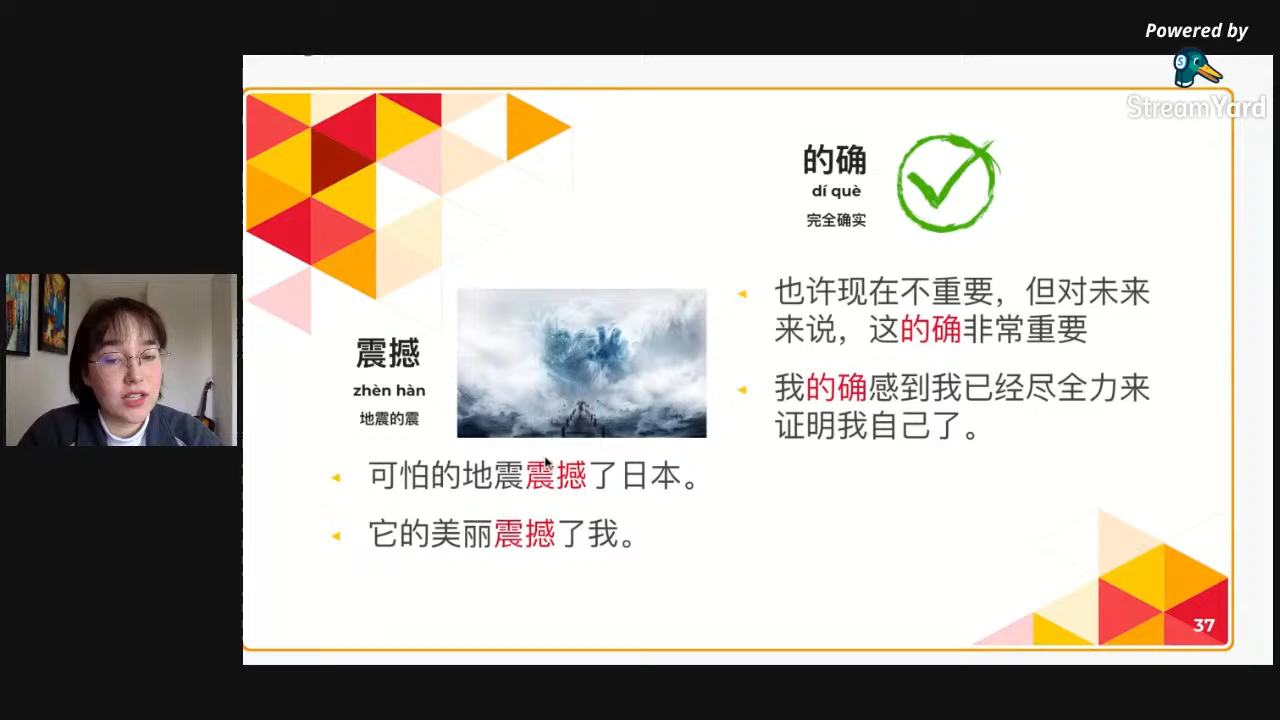 Powered by
StreamYard
的确
dí què
完全确实
也许现在不重要，但对未来
来说，这的确非常重要
我的确感到我已经尽全力来
证明我自己了。
震撼
zhèn hàn
地震的震
可怕的地震震撼了日本。
它的美丽震撼了我。
37